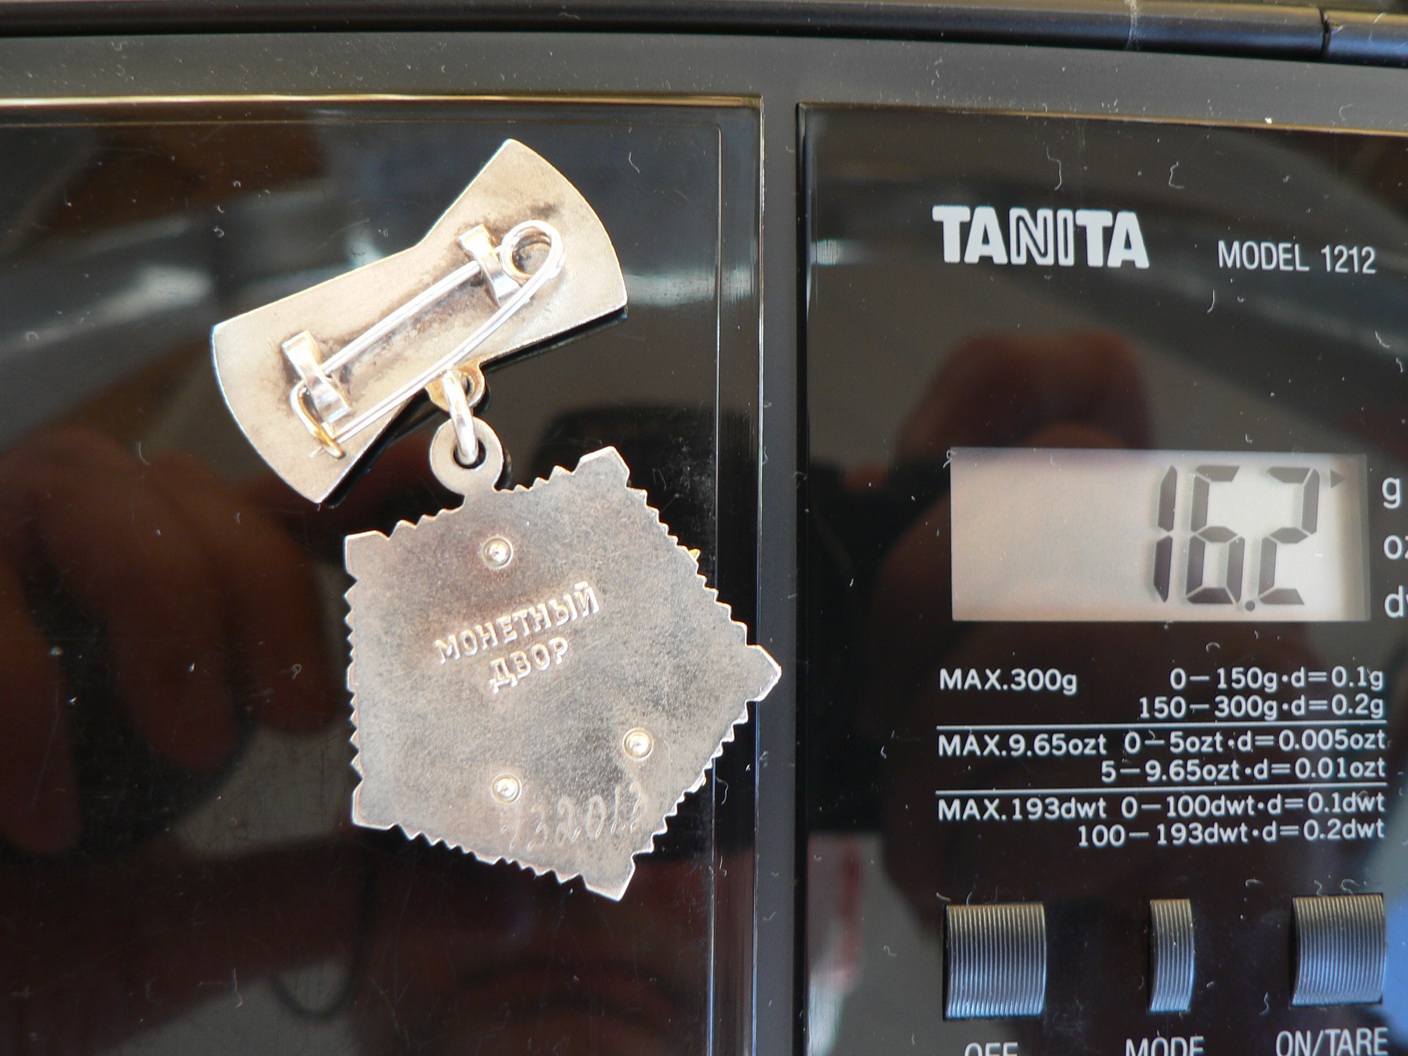 TANITA
MODEL 1212
16.2
g
МОНЕТНЫЙ
ДВОР
MAX.300g 0–150g·d=0.1g
150–300g·d=0.2g
MAX.9.65ozt 0–5ozt·d=0.005ozt
5–9.65ozt·d=0.01ozt
MAX.193dwt 0–100dwt·d=0.1dwt
100–193dwt·d=0.2dwt
OFF MODE ON/TARE